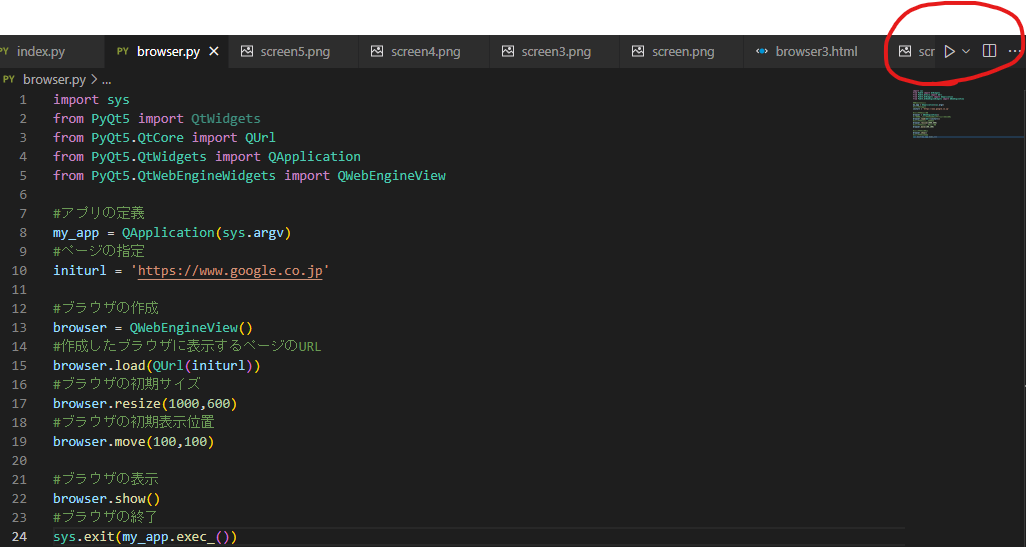 PY index.py PY browser.py × screen5.png screen4.png screen3.png screen.png browser3.html scr
PY browser.py > ...
1 import sys
2 from PyQt5 import QtWidgets
3 from PyQt5.QtCore import QUrl
4 from PyQt5.QtWidgets import QApplication
5 from PyQt5.QtWebEngineWidgets import QWebEngineView
6
7 #アプリの定義
8 my_app = QApplication(sys.argv)
9 #ページの指定
10 initurl = 'https://www.google.co.jp'
11
12 #ブラウザの作成
13 browser = QWebEngineView()
14 #作成したブラウザに表示するページのURL
15 browser.load(QUrl(initurl))
16 #ブラウザの初期サイズ
17 browser.resize(1000,600)
18 #ブラウザの初期表示位置
19 browser.move(100,100)
20
21 #ブラウザの表示
22 browser.show()
23 #ブラウザの終了
24 sys.exit(my_app.exec_())